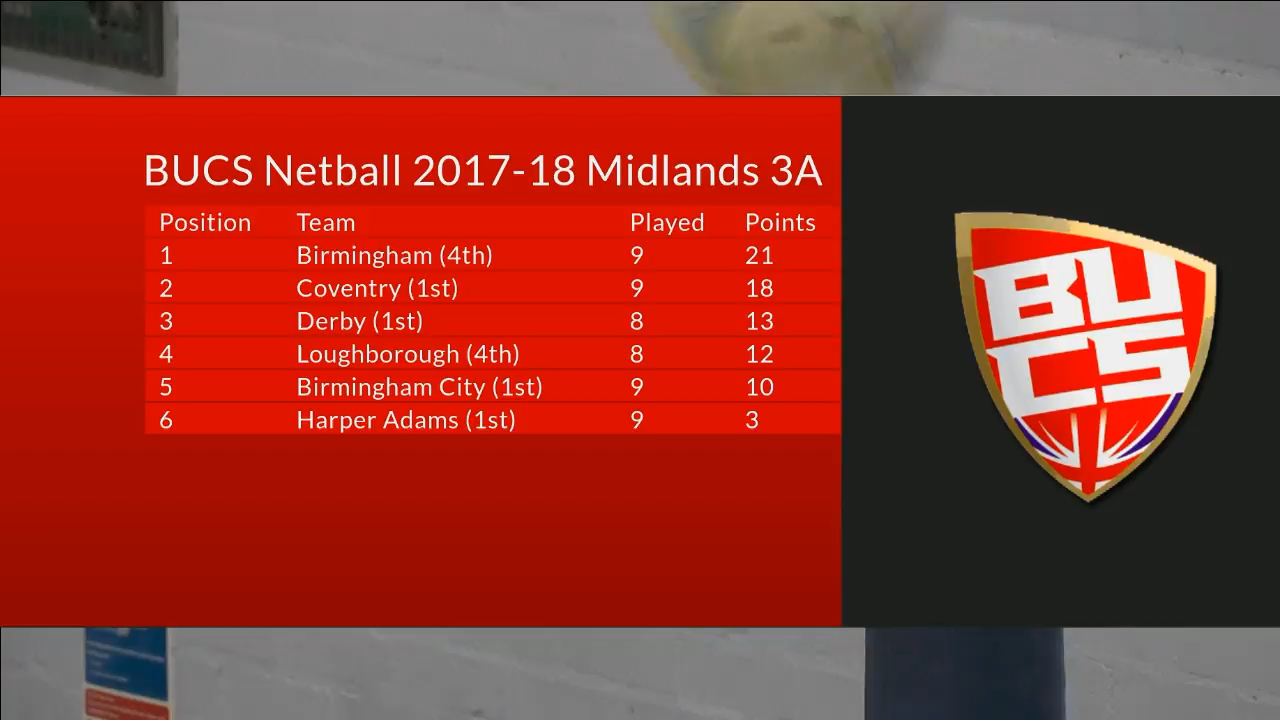 BUCS Netball 2017-18 Midlands 3A
Position Team Played Points
1 Birmingham (4th) 9 21
2 Coventry (1st) 9 18
3 Derby (1st) 8 13
4 Loughborough (4th) 8 12
5 Birmingham City (1st) 9 10
6 Harper Adams (1st) 9 3
BU
CS